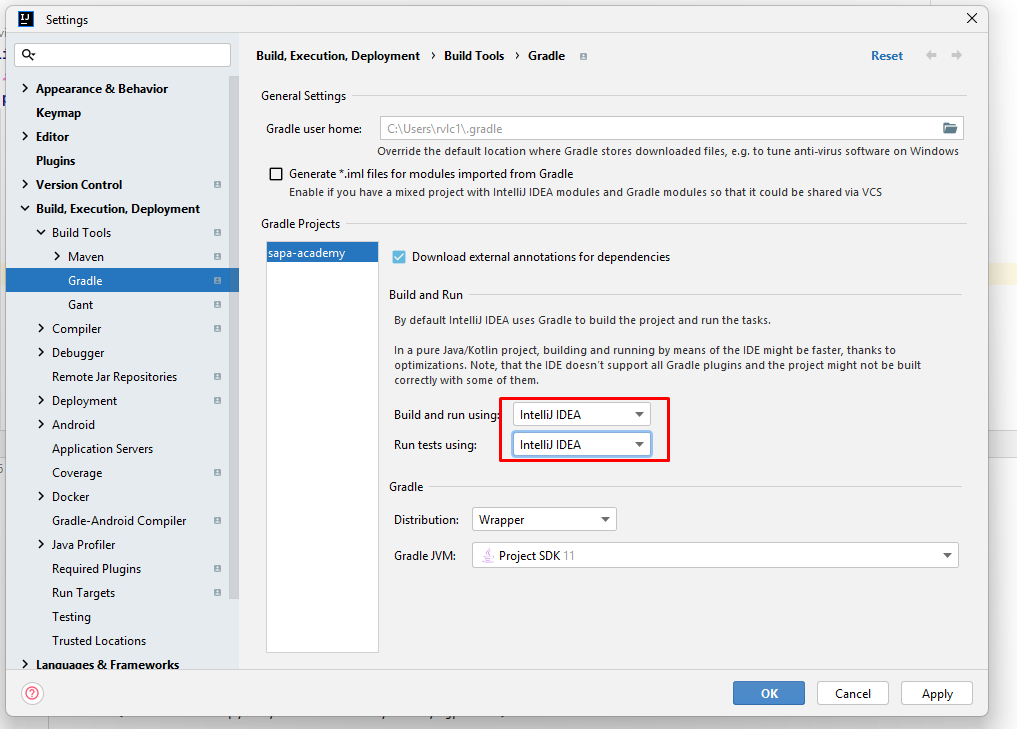 Settings
Build, Execution, Deployment › Build Tools › Gradle
Reset
Appearance & Behavior
Keymap
Editor
Plugins
Version Control
Build, Execution, Deployment
Build Tools
Maven
Gradle
Gant
Compiler
Debugger
Remote Jar Repositories
Deployment
Android
Application Servers
Coverage
Docker
Gradle-Android Compiler
Java Profiler
Required Plugins
Run Targets
Testing
Trusted Locations
Languages & Frameworks
General Settings
Gradle user home: C:\Users\rvlc1\.gradle
Override the default location where Gradle stores downloaded files, e.g. to tune anti-virus software on Windows
Generate *.iml files for modules imported from Gradle
Enable if you have a mixed project with IntelliJ IDEA modules and Gradle modules so that it could be shared via VCS
Gradle Projects
sapa-academy
Download external annotations for dependencies
Build and Run
By default IntelliJ IDEA uses Gradle to build the project and run the tasks.
In a pure Java/Kotlin project, building and running by means of the IDE might be faster, thanks to
optimizations. Note, that the IDE doesn't support all Gradle plugins and the project might not be built
correctly with some of them.
Build and run using: IntelliJ IDEA
Run tests using: IntelliJ IDEA
Gradle
Distribution: Wrapper
Gradle JVM: Project SDK 11
OK
Cancel
Apply